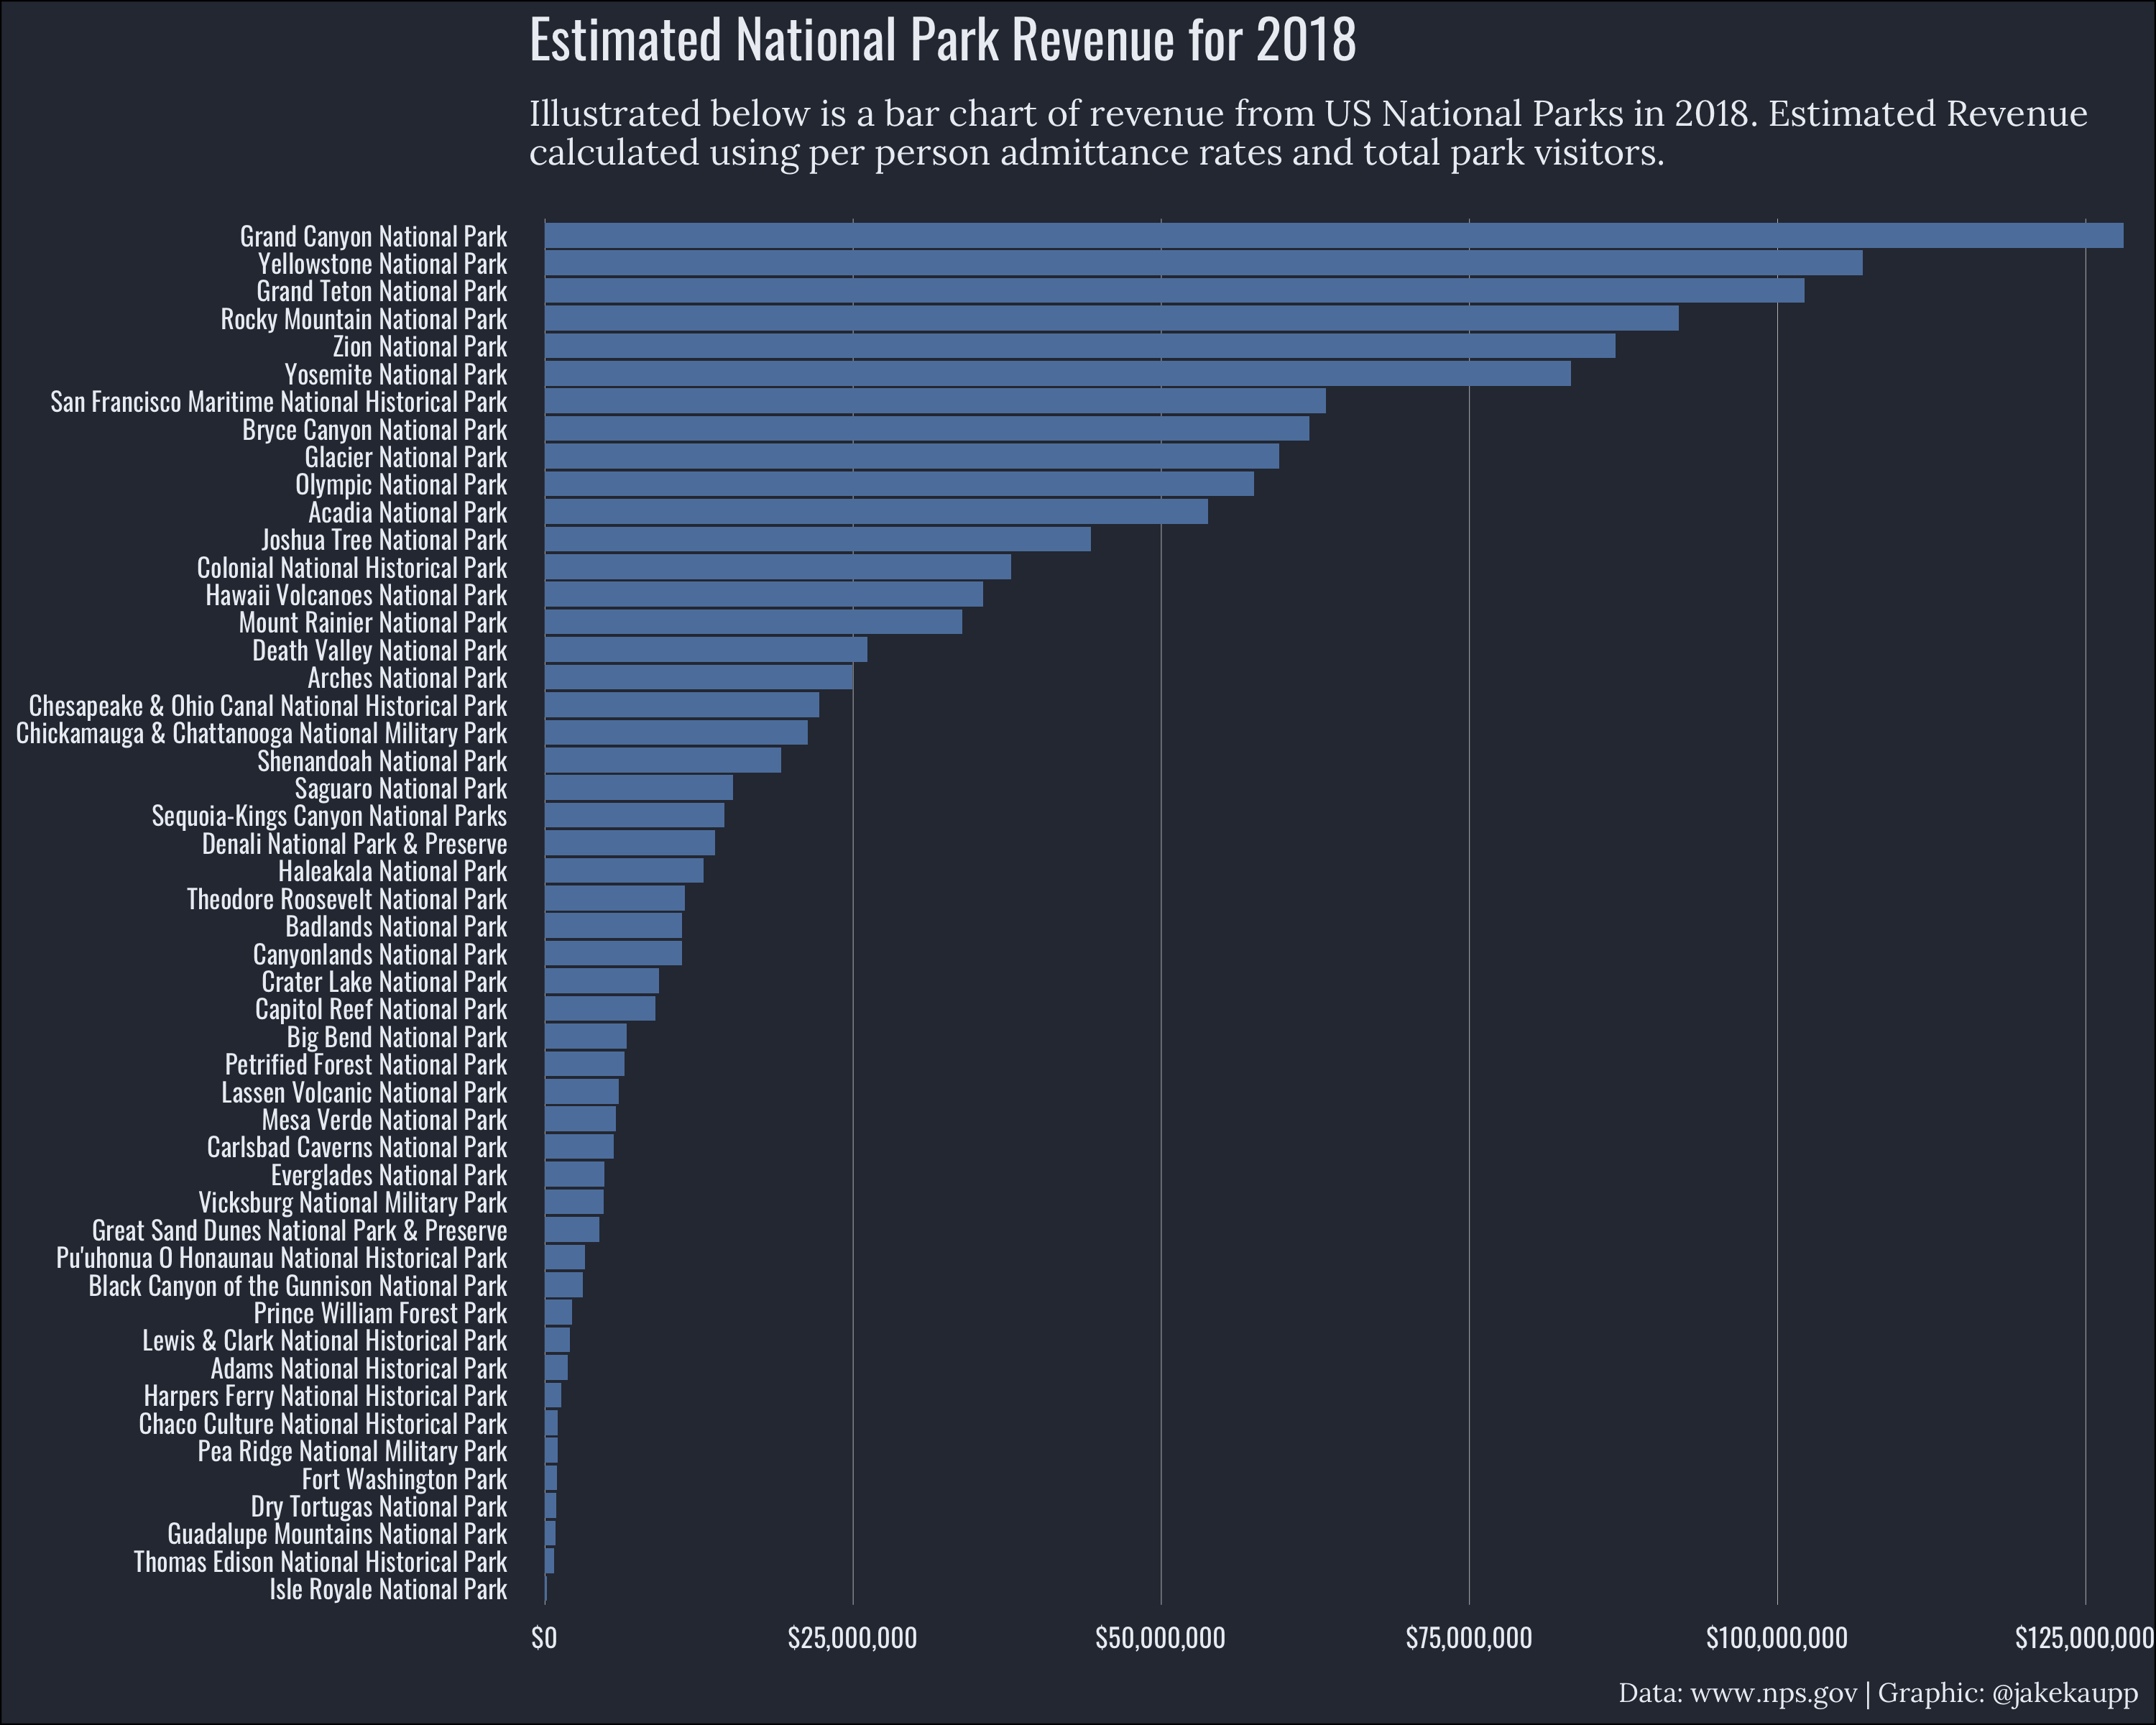 Estimated National Park Revenue for 2018
Illustrated below is a bar chart of revenue from US National Parks in 2018. Estimated Revenue
calculated using per person admittance rates and total park visitors.
Grand Canyon National Park
Yellowstone National Park
Grand Teton National Park
Rocky Mountain National Park
Zion National Park
Yosemite National Park
San Francisco Maritime National Historical Park
Bryce Canyon National Park
Glacier National Park
Olympic National Park
Acadia National Park
Joshua Tree National Park
Colonial National Historical Park
Hawaii Volcanoes National Park
Mount Rainier National Park
Death Valley National Park
Arches National Park
Chesapeake & Ohio Canal National Historical Park
Chickamauga & Chattanooga National Military Park
Shenandoah National Park
Saguaro National Park
Sequoia-Kings Canyon National Parks
Denali National Park & Preserve
Haleakala National Park
Theodore Roosevelt National Park
Badlands National Park
Canyonlands National Park
Crater Lake National Park
Capitol Reef National Park
Big Bend National Park
Petrified Forest National Park
Lassen Volcanic National Park
Mesa Verde National Park
Carlsbad Caverns National Park
Everglades National Park
Vicksburg National Military Park
Great Sand Dunes National Park & Preserve
Pu'uhonua O Honaunau National Historical Park
Black Canyon of the Gunnison National Park
Prince William Forest Park
Lewis & Clark National Historical Park
Adams National Historical Park
Harpers Ferry National Historical Park
Chaco Culture National Historical Park
Pea Ridge National Military Park
Fort Washington Park
Dry Tortugas National Park
Guadalupe Mountains National Park
Thomas Edison National Historical Park
Isle Royale National Park
$0 $25,000,000 $50,000,000 $75,000,000 $100,000,000 $125,000,000
Data: www.nps.gov | Graphic: @jakekaupp